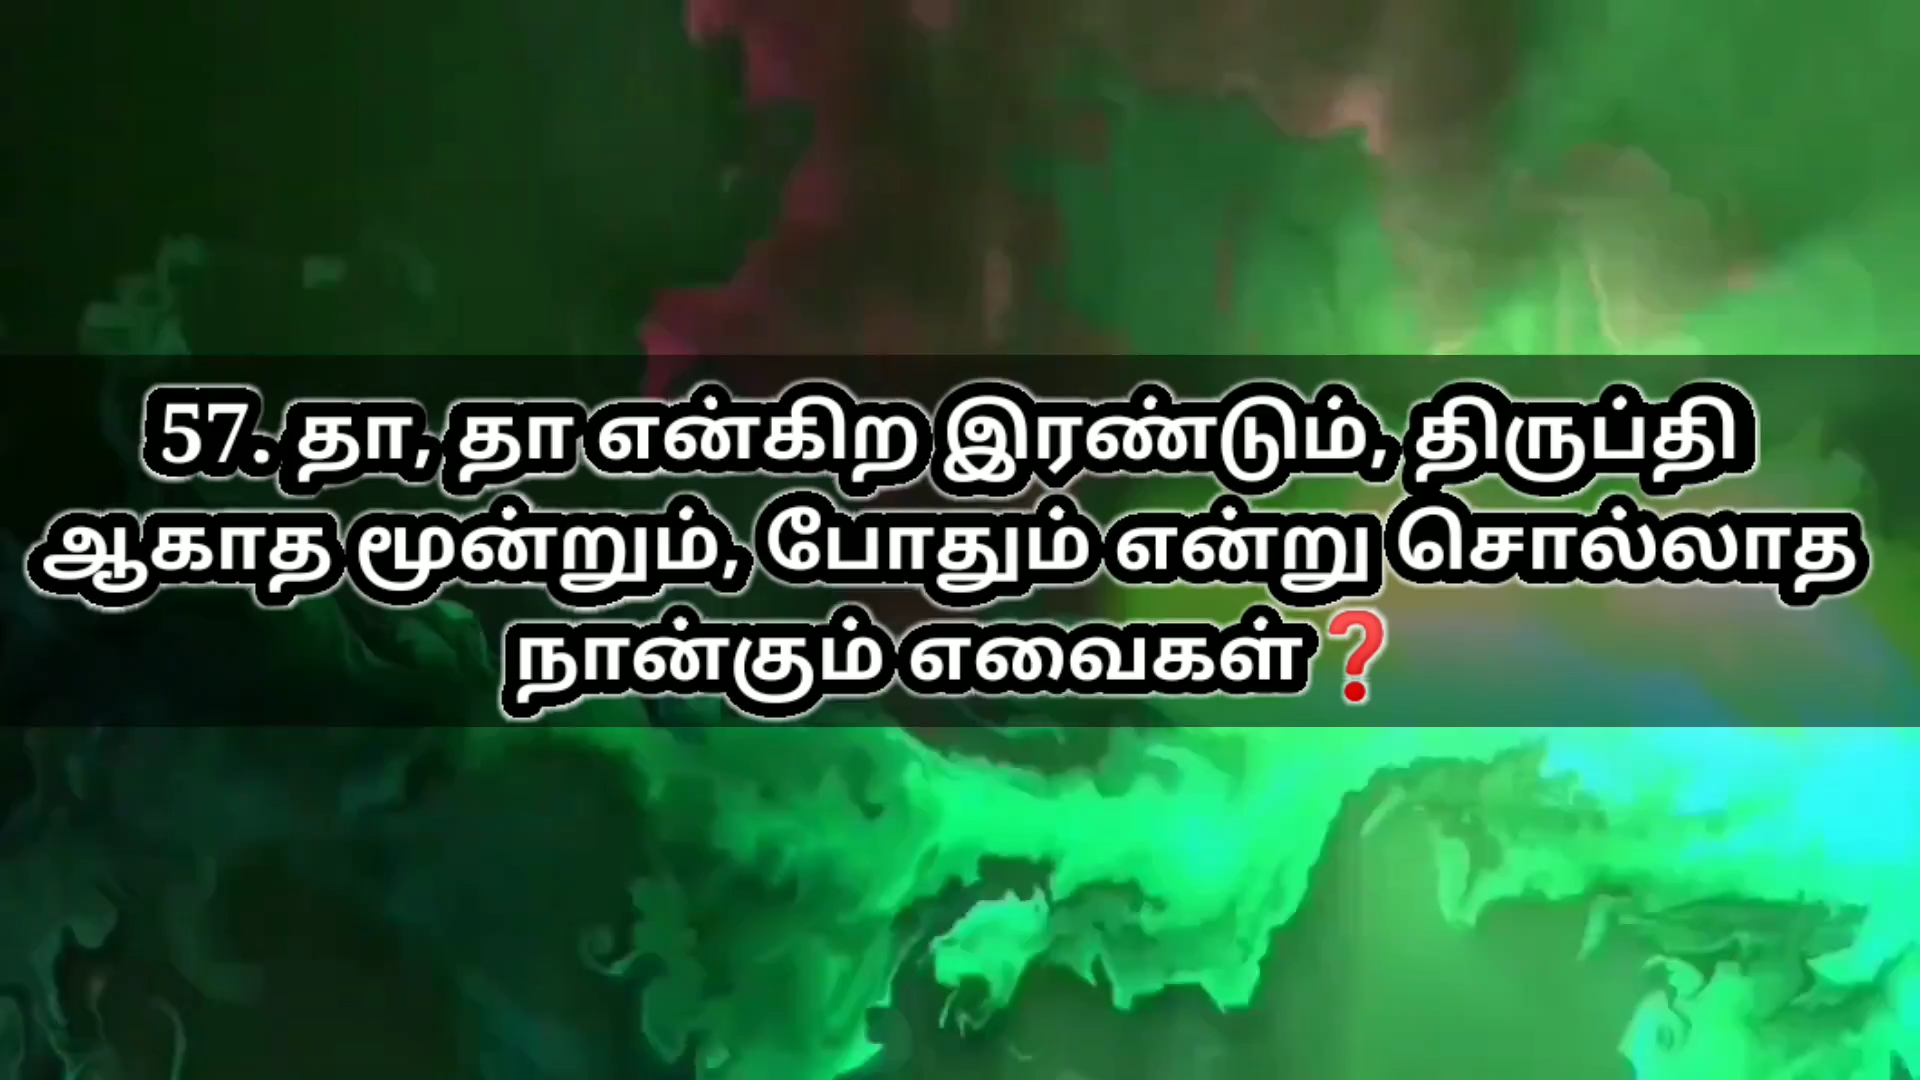 57. தா, தா என்கிற இரண்டும், திருப்தி
ஆகாத மூன்றும், போதும் என்று சொல்லாத
நான்கும் எவைகள்❓